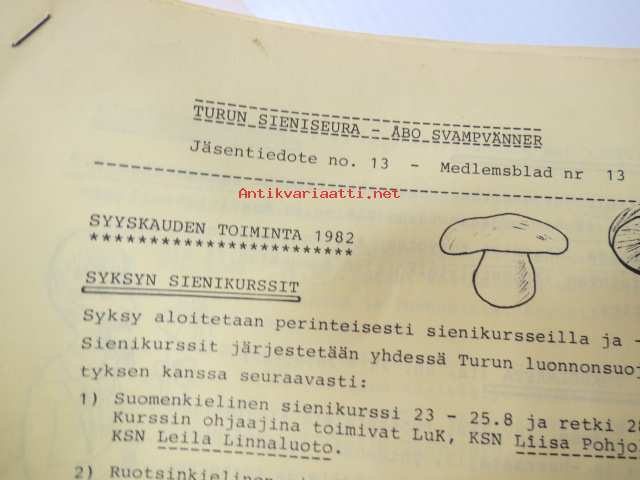 TURUN SIENISEURA - ÅBO SVAMPVÄNNER
Jäsentiedote no. 13 - Medlemsblad nr 13
Antikvariaatti.net
SYYSKAUDEN TOIMINTA 1982
**********************
SYKSYN SIENIKURSSIT
Syksy aloitetaan perinteisesti sienikursseilla ja -
Sienikurssit järjestetään yhdessä Turun luonnonsuoj
tyksen kanssa seuraavasti:
1) Suomenkielinen sienikurssi 23 - 25.8 ja retki 28
Kurssin ohjaajina toimivat LuK, KSN Liisa Pohjol
KSN Leila Linnaluoto.
2) Ruotsinkielinen